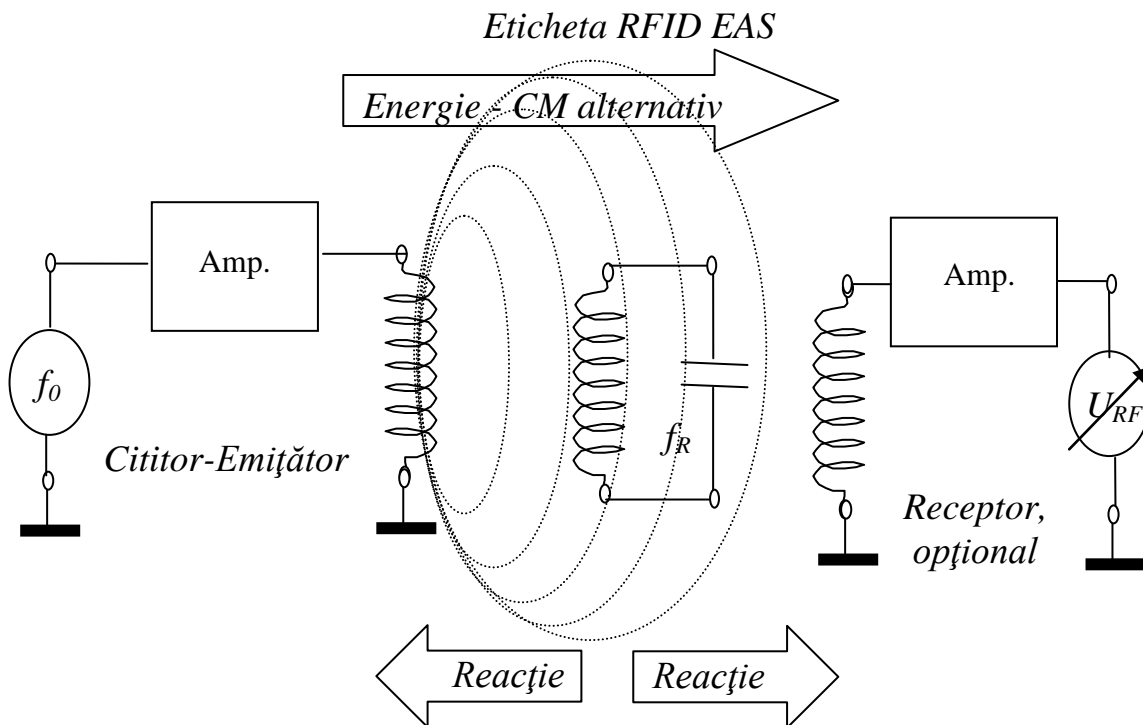 Eticheta RFID EAS
Energie - CM alternativ
Amp.
Amp.
f0
fR
URF
Cititor-Emiţător
Receptor,
opţional
Reacţie
Reacţie